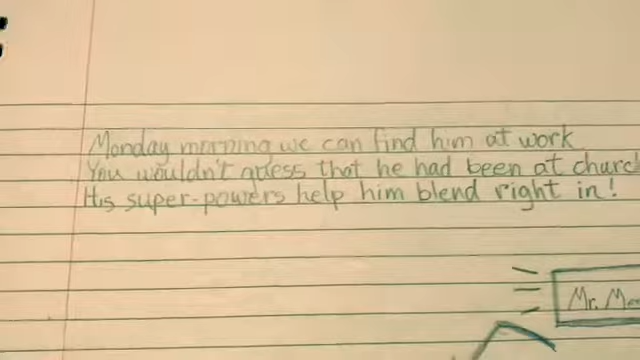 Monday morning we can find him at work
You wouldn't guess that he had been at church
His super-powers help him blend right in!
Mr.